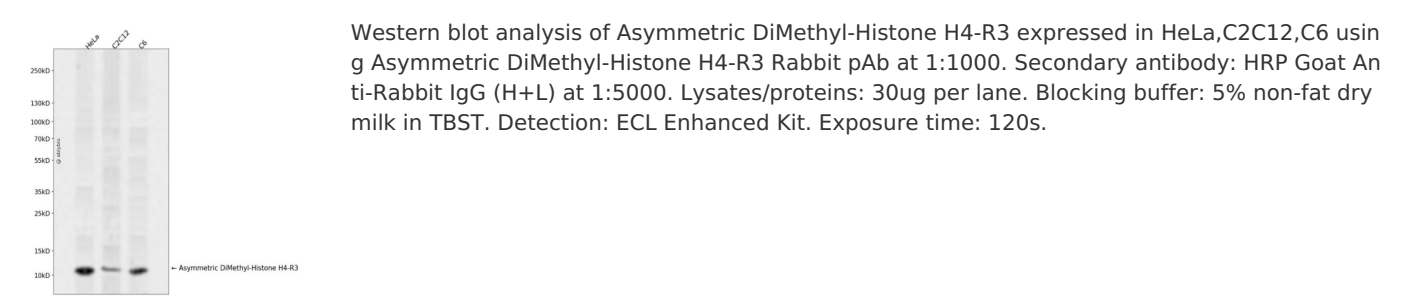 HeLa
C2C12
C6
250kD
130kD
100kD
70kD
55kD
35kD
25kD
15kD
10kD
← Asymmetric DiMethyl-Histone H4-R3
Western blot analysis of Asymmetric DiMethyl-Histone H4-R3 expressed in HeLa,C2C12,C6 usin
g Asymmetric DiMethyl-Histone H4-R3 Rabbit pAb at 1:1000. Secondary antibody: HRP Goat An
ti-Rabbit IgG (H+L) at 1:5000. Lysates/proteins: 30ug per lane. Blocking buffer: 5% non-fat dry
milk in TBST. Detection: ECL Enhanced Kit. Exposure time: 120s.